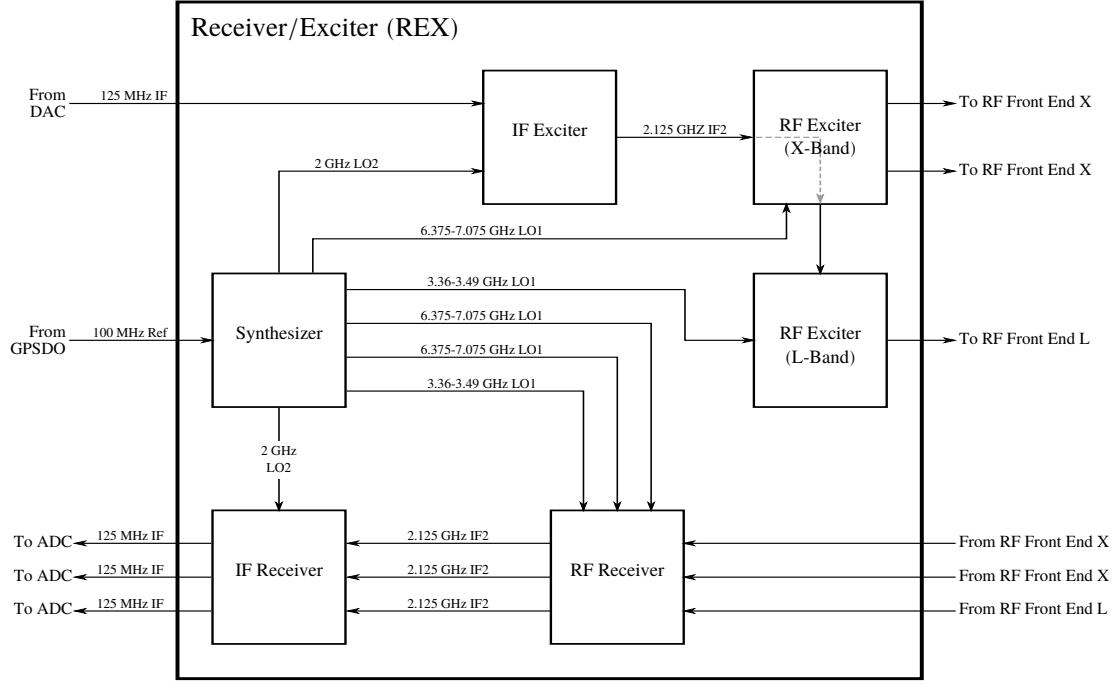 Receiver/Exciter (REX)
From
DAC
125 MHz IF
IF Exciter
2.125 GHZ IF2
RF Exciter
(X-Band)
To RF Front End X
To RF Front End X
2 GHz LO2
6.375-7.075 GHz LO1
From
GPSDO
100 MHz Ref
Synthesizer
3.36-3.49 GHz LO1
6.375-7.075 GHz LO1
6.375-7.075 GHz LO1
3.36-3.49 GHz LO1
RF Exciter
(L-Band)
To RF Front End L
2 GHz
LO2
To ADC
125 MHz IF
To ADC
125 MHz IF
To ADC
125 MHz IF
IF Receiver
2.125 GHz IF2
2.125 GHz IF2
2.125 GHz IF2
RF Receiver
From RF Front End X
From RF Front End X
From RF Front End L